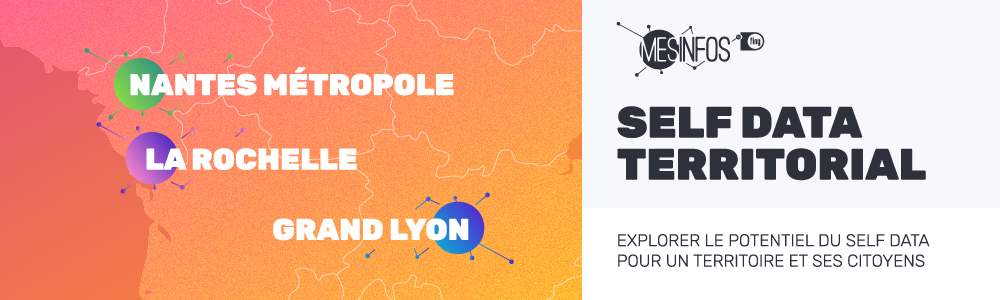 NANTES MÉTROPOLE
LA ROCHELLE
GRAND LYON
MESINFOS
fing
SELF DATA
TERRITORIAL
EXPLORER LE POTENTIEL DU SELF DATA
POUR UN TERRITOIRE ET SES CITOYENS